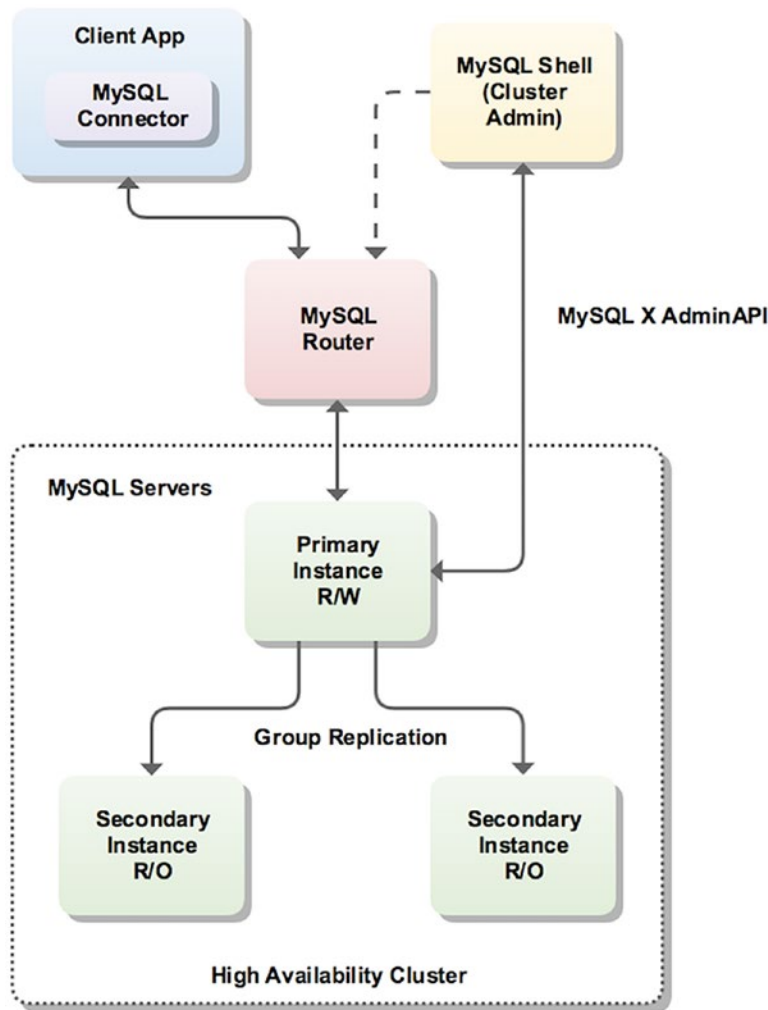 Client App
MySQL
Connector
MySQL Shell
(Cluster
Admin)
MySQL
Router
MySQL X AdminAPI
MySQL Servers
Primary
Instance
R/W
Group Replication
Secondary
Instance
R/O
Secondary
Instance
R/O
High Availability Cluster